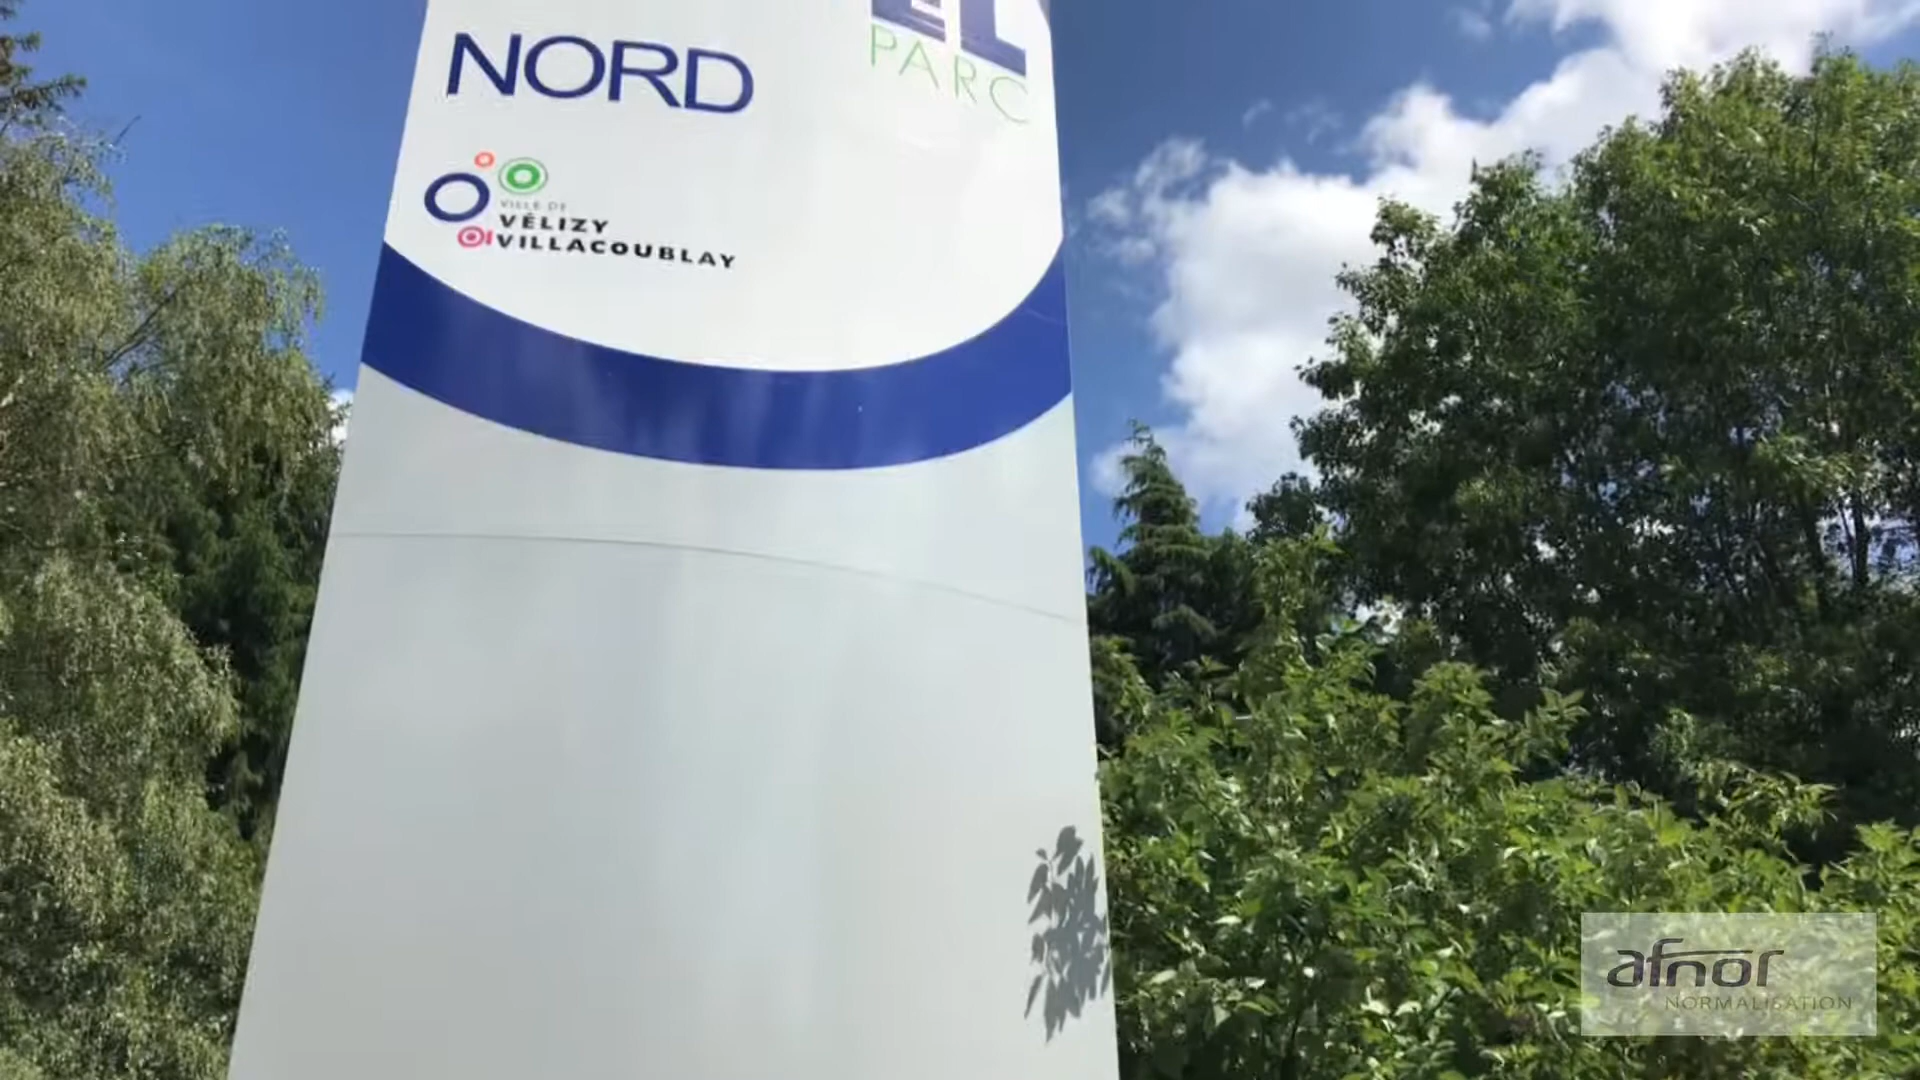 NORD
PARC
VILLE DE
VÉLIZY
VILLACOUBLAY
afnor
NORMALISATION